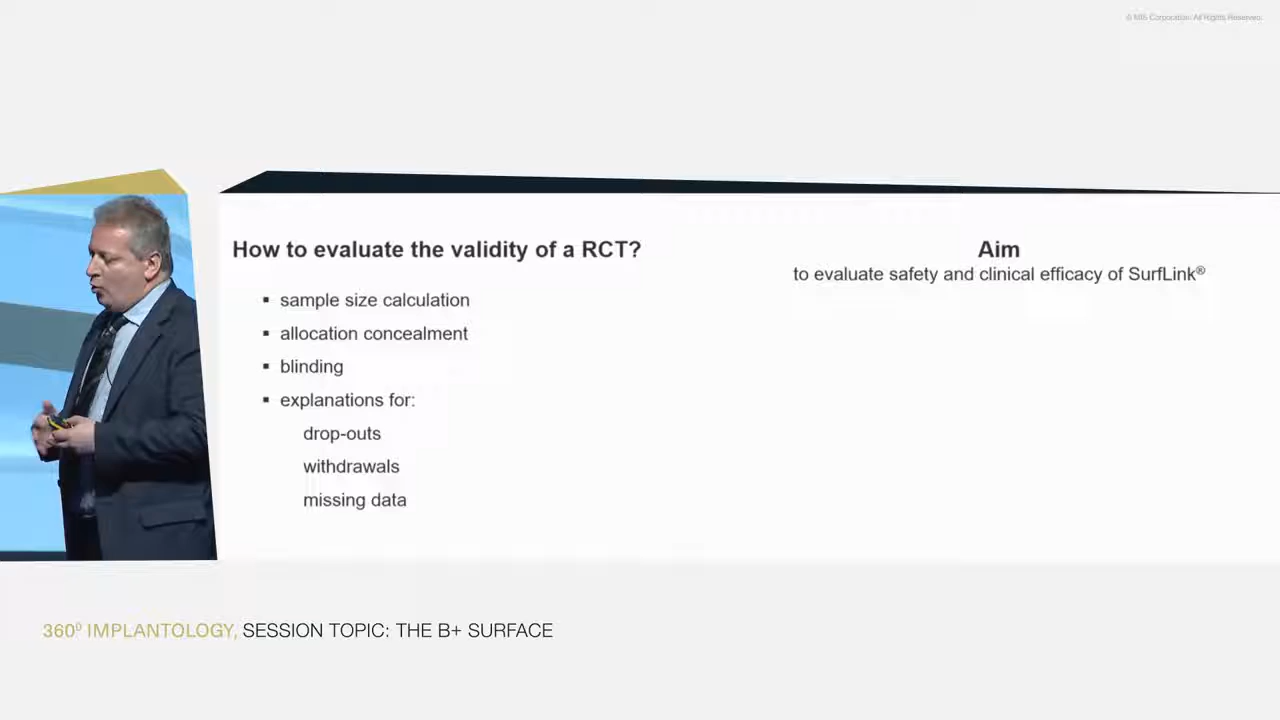 © MIS Corporation. All Rights Reserved.
How to evaluate the validity of a RCT?
▪ sample size calculation
▪ allocation concealment
▪ blinding
▪ explanations for:
drop-outs
withdrawals
missing data
Aim
to evaluate safety and clinical efficacy of SurfLink®
360⁰ IMPLANTOLOGY, SESSION TOPIC: THE B+ SURFACE